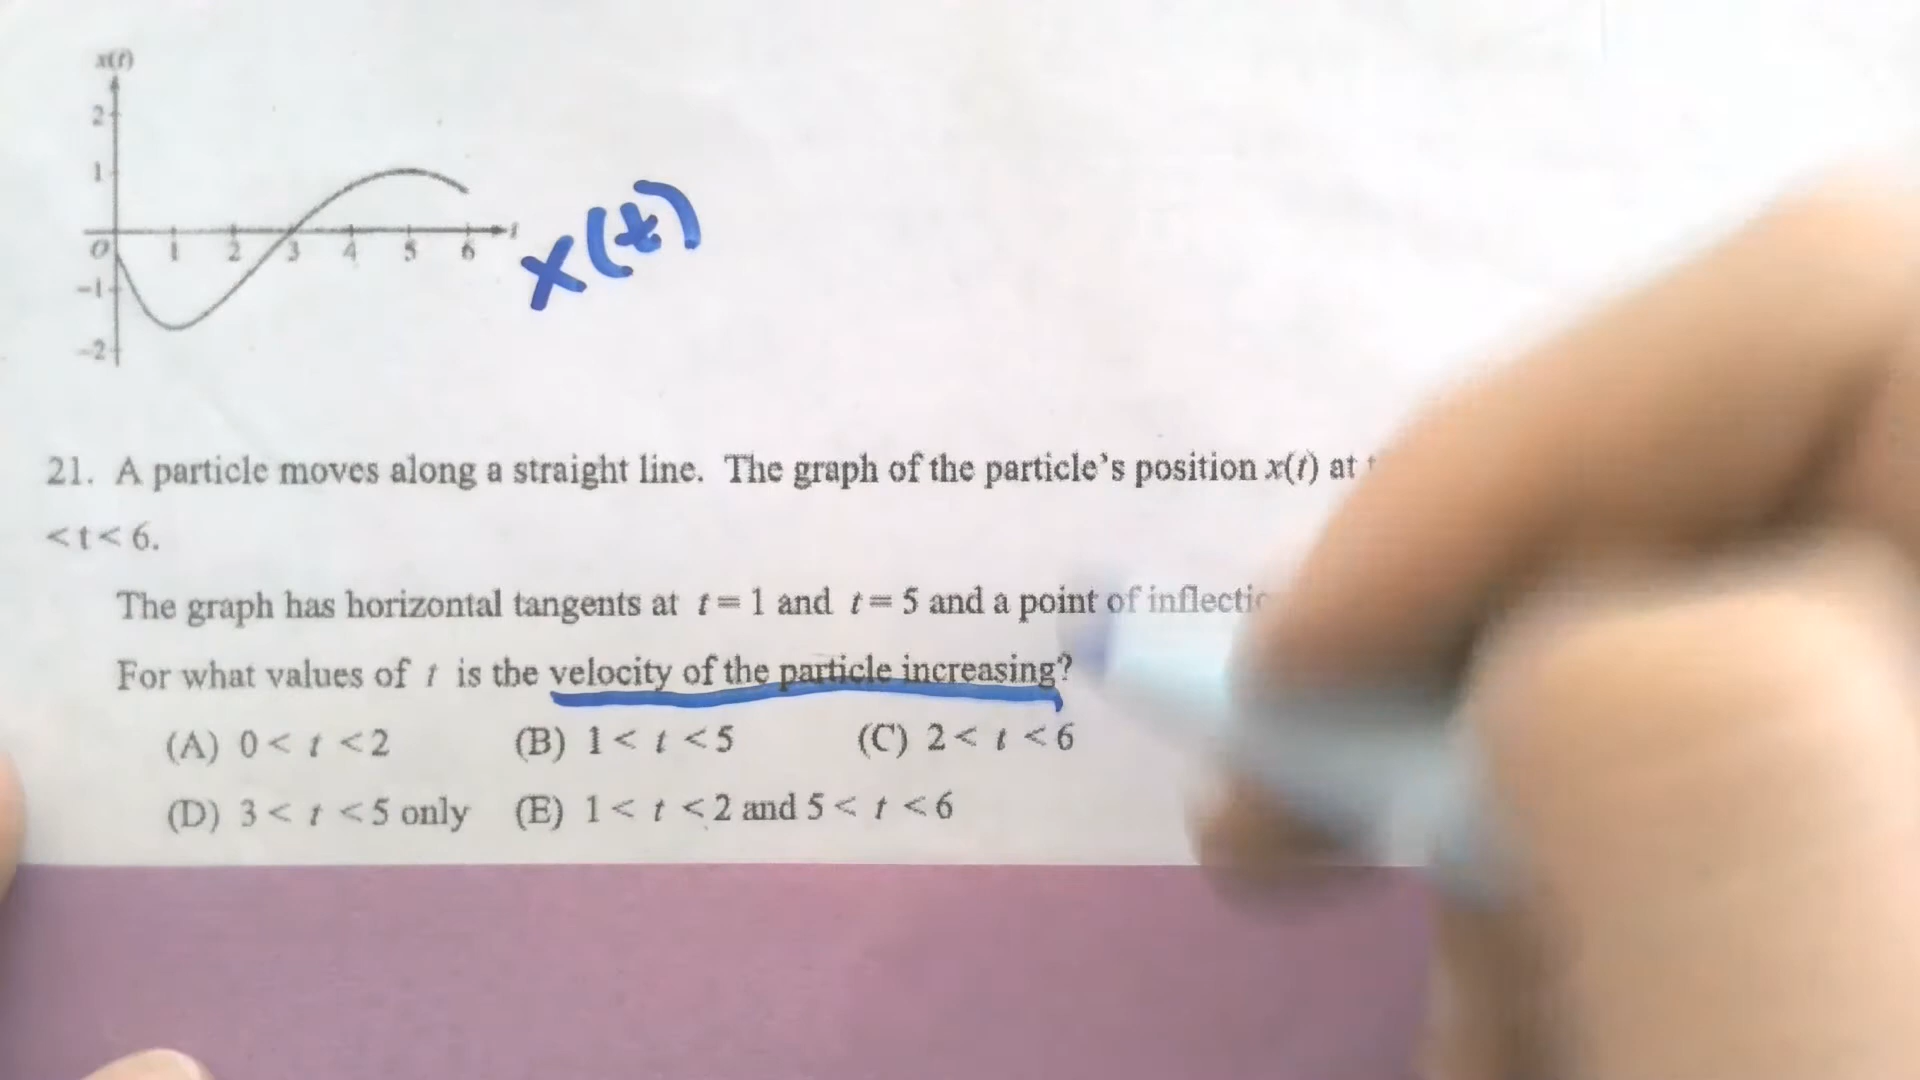 x(t)
2
1
O 1 2 3 4 5 6 t
-1
-2
x(t)
21. A particle moves along a straight line. The graph of the particle's position x(t) at
<t< 6.
The graph has horizontal tangents at t = 1 and t = 5 and a point of
For what values of t is the velocity of the particle increasing?
(A) 0 < t < 2 (B) 1 < t < 5 (C) 2 < t < 6
(D) 3 < t < 5 only (E) 1 < t < 2 and 5 < t < 6